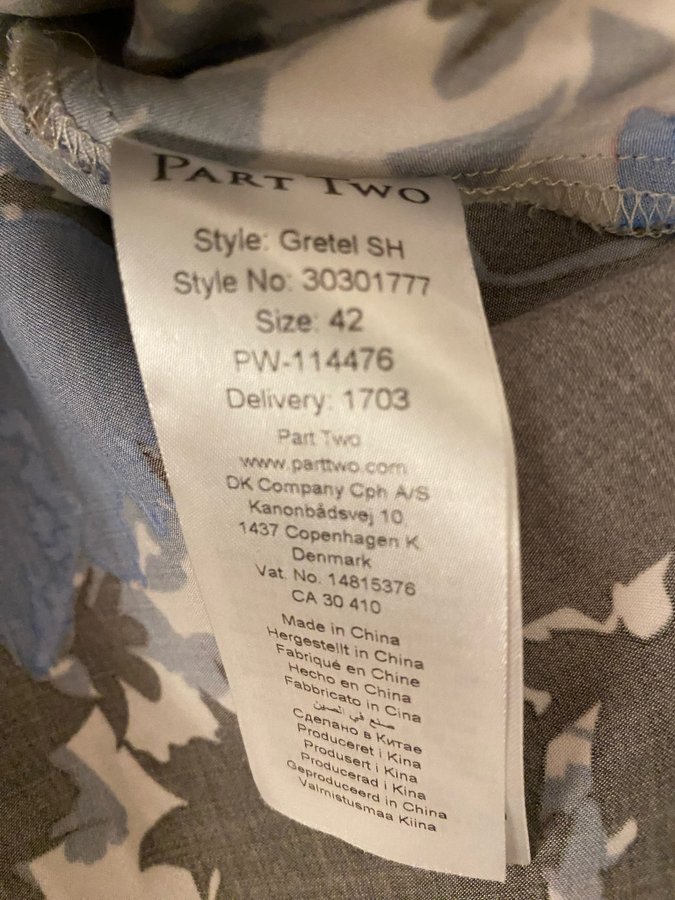 PART TWO
Style: Gretel SH
Style No: 30301777
Size: 42
PW-114476
Delivery: 1703
Part Two
www.parttwo.com
DK Company Cph A/S
Kanonbådsvej 10
1437 Copenhagen K
Denmark
Vat. No. 14815376
CA 30 410
Made in China
Hergestellt in China
Fabriqué en Chine
Hecho en China
Fabbricato in Cina
صنع في الصين
Сделано в Китае
Produceret i Kina
Produsert i Kina
Producerad i Kina
Geproduceerd in China
Valmistusmaa Kiina